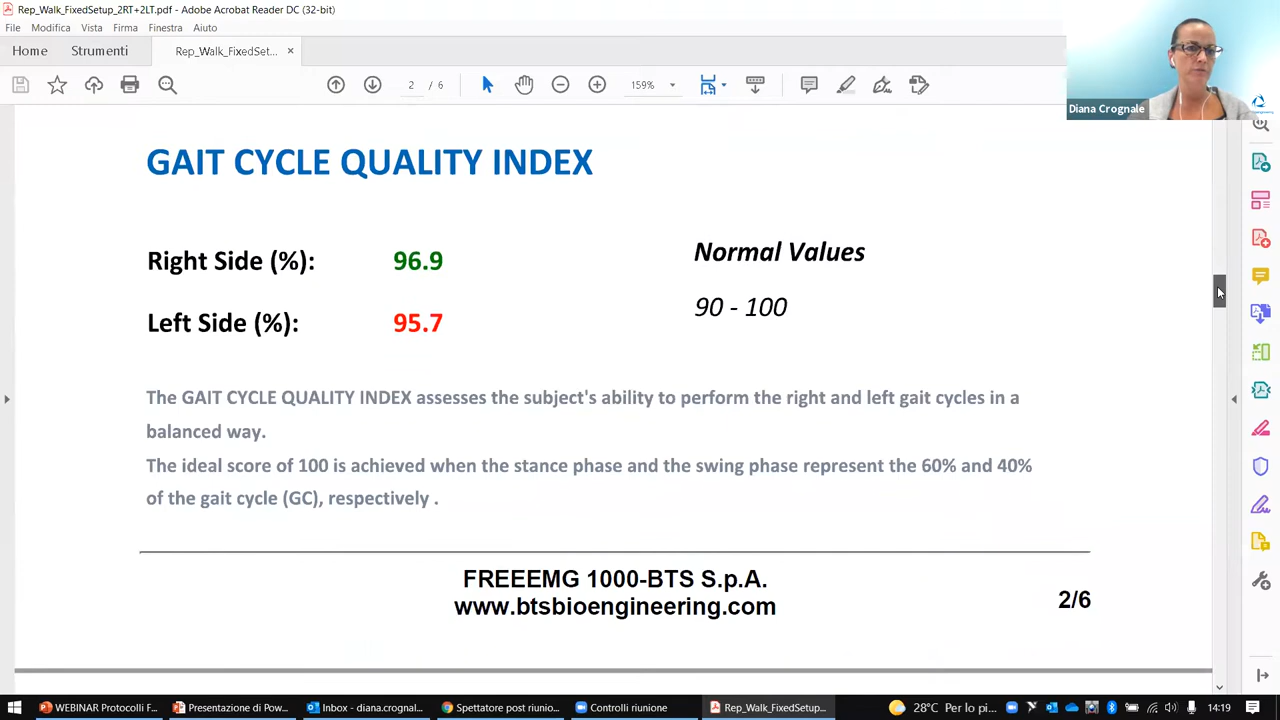 Rep_Walk_FixedSetup_2RT+2LT.pdf - Adobe Acrobat Reader DC (32-bit)
File Modifica Vista Firma Finestra Aiuto
Home Strumenti Rep_Walk_FixedSet... ×
2 / 6 159%
Diana Crognale
GAIT CYCLE QUALITY INDEX
Right Side (%): 96.9
Left Side (%): 95.7
Normal Values
90 - 100
The GAIT CYCLE QUALITY INDEX assesses the subject's ability to perform the right and left gait cycles in a
balanced way.
The ideal score of 100 is achieved when the stance phase and the swing phase represent the 60% and 40%
of the gait cycle (GC), respectively .
FREEEMG 1000-BTS S.p.A.
www.btsbioengineering.com
2/6
WEBINAR Protocolli F... Presentazione di Pow... Inbox - diana.crognal... Spettatore post riunio... Controlli riunione Rep_Walk_FixedSetup... 28°C Per lo pi... 14:19